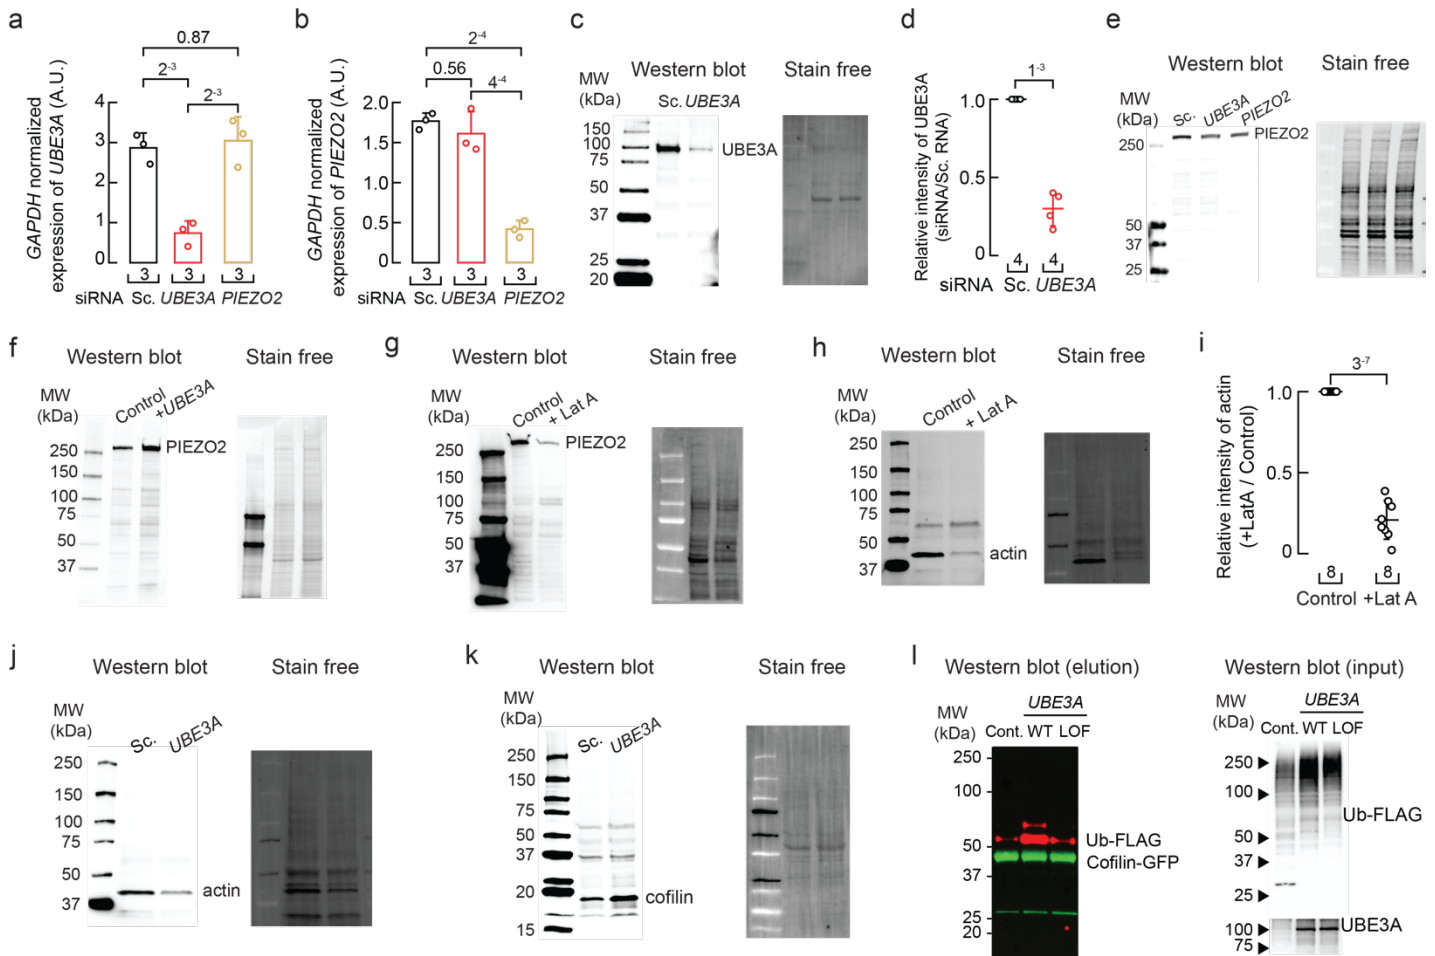 a
GAPDH normalized
expression of UBE3A (A.U.)
0.87
2-3
2-3
4
3
2
1
0
3 3 3
siRNA Sc. UBE3A PIEZO2
b
GAPDH normalized
expression of PIEZO2 (A.U.)
2-4
0.56
4-4
2.0
1.5
1.0
0.5
0
3 3 3
siRNA Sc. UBE3A PIEZO2
c
Western blot Stain free
MW
(kDa)
Sc. UBE3A
150
100
75
50
37
25
20
UBE3A
d
Relative intensity of UBE3A
(siRNA/Sc. RNA)
1-3
1.0
0.5
0
4 4
siRNA Sc. UBE3A
e
Western blot Stain free
MW
(kDa)
Sc. UBE3A PIEZO2
PIEZO2
250
50
37
25
f
Western blot Stain free
MW
(kDa)
Control +UBE3A
250
150
100
75
50
37
PIEZO2
g
Western blot Stain free
MW
(kDa)
Control + Lat A
250
150
100
75
50
37
PIEZO2
h
Western blot Stain free
MW
(kDa)
Control + Lat A
250
150
100
75
50
37
actin
i
Relative intensity of actin
(+LatA / Control)
3-7
1.0
0.5
0
8 8
Control +Lat A
j
Western blot Stain free
MW
(kDa)
Sc. UBE3A
250
150
100
75
50
37
actin
k
Western blot Stain free
MW
(kDa)
Sc. UBE3A
250
150
100
75
50
37
20
20
15
cofilin
l
Western blot (elution)
UBE3A
MW
(kDa)
Cont. WT LOF
250
100
50
37
25
20
Ub-FLAG
Cofilin-GFP
Western blot (input)
UBE3A
MW
(kDa)
Cont. WT LOF
250
100
50
37
25
100
75
Ub-FLAG
UBE3A